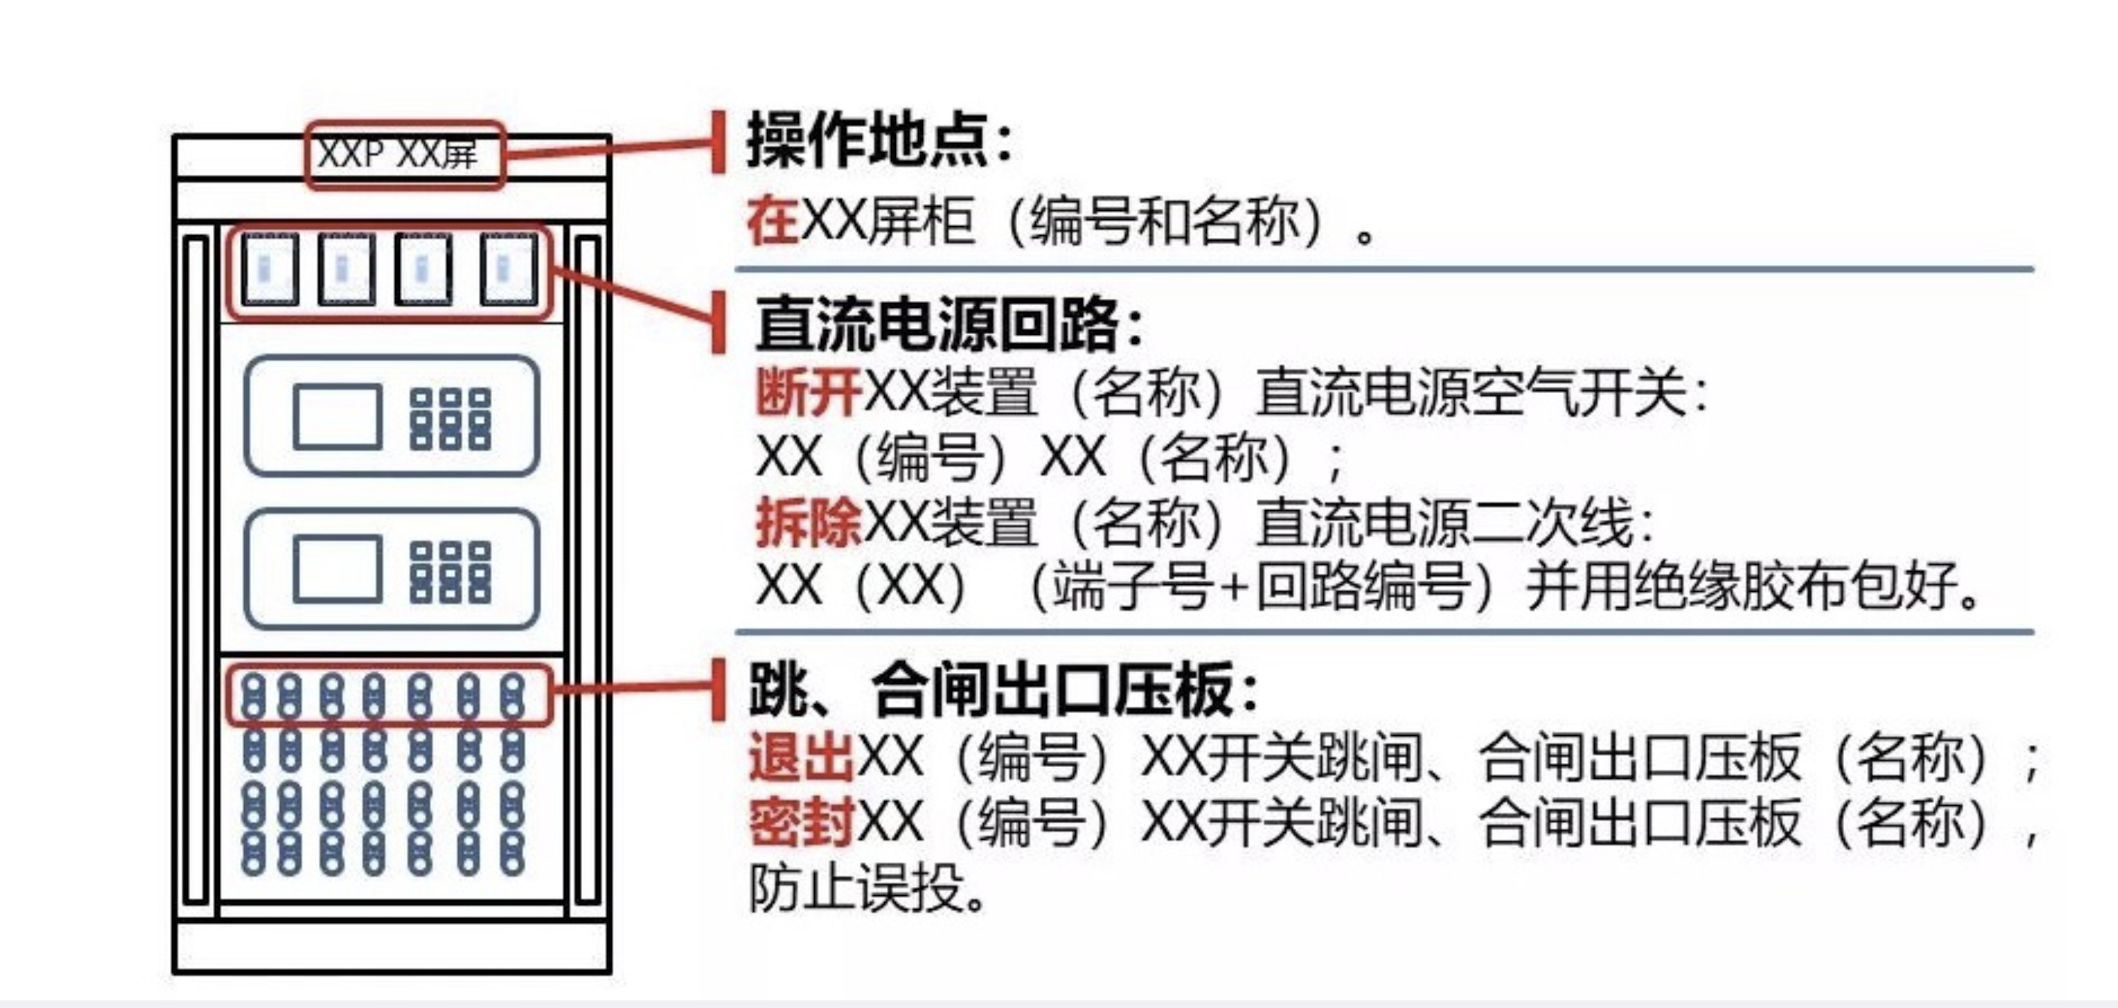 XXP XX屏
操作地点：
在XX屏柜（编号和名称）。
直流电源回路：
断开XX装置（名称）直流电源空气开关：
XX（编号）XX（名称）；
拆除XX装置（名称）直流电源二次线：
XX（XX）（端子号+回路编号）并用绝缘胶布包好。
跳、合闸出口压板：
退出XX（编号）XX开关跳闸、合闸出口压板（名称）；
密封XX（编号）XX开关跳闸、合闸出口压板（名称），
防止误投。